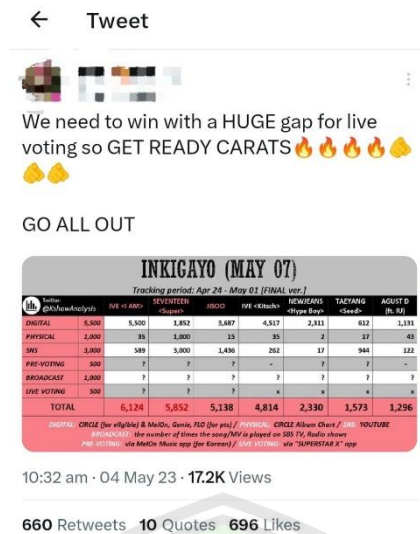 Tweet
We need to win with a HUGE gap for live
voting so GET READY CARATS🔥🔥🔥🔥🫵
🫵🫵
GO ALL OUT
INKIGAYO (MAY 07)
Tracking period: Apr 24 - May 01 [FINAL ver.]
Twitter: @KshowAnalysis IVE <I AM> SEVENTEEN <Super> JISOO IVE <Kitsch> NEWJEANS <Hype Boy> TAEYANG <Seed> AGUST D (ft. IU)
DIGITAL 5,500 5,500 1,852 3,687 4,517 2,311 612 1,131
PHYSICAL 1,000 35 1,000 15 35 2 17 43
SNS 3,000 589 3,000 1,436 262 17 944 122
PRE-VOTING 500 ? ? ? - ? ? -
BROADCAST 1,000 ? ? ? ? ? ? ?
LIVE VOTING 500 ? ? ? x x x x
TOTAL 6,124 5,852 5,138 4,814 2,330 1,573 1,296
DIGITAL: CIRCLE (for eligible) & MelOn, Genie, FLO (for pts) / PHYSICAL: CIRCLE Album Chart / SNS: YOUTUBE
BROADCAST: the number of times the song/MV is played on SBS TV, Radio shows
PRE-VOTING: via MelOn Music app (for Korean) / LIVE VOTING: via "SUPERSTAR X" app
10:32 am · 04 May 23 · 17.2K Views
660 Retweets 10 Quotes 696 Likes